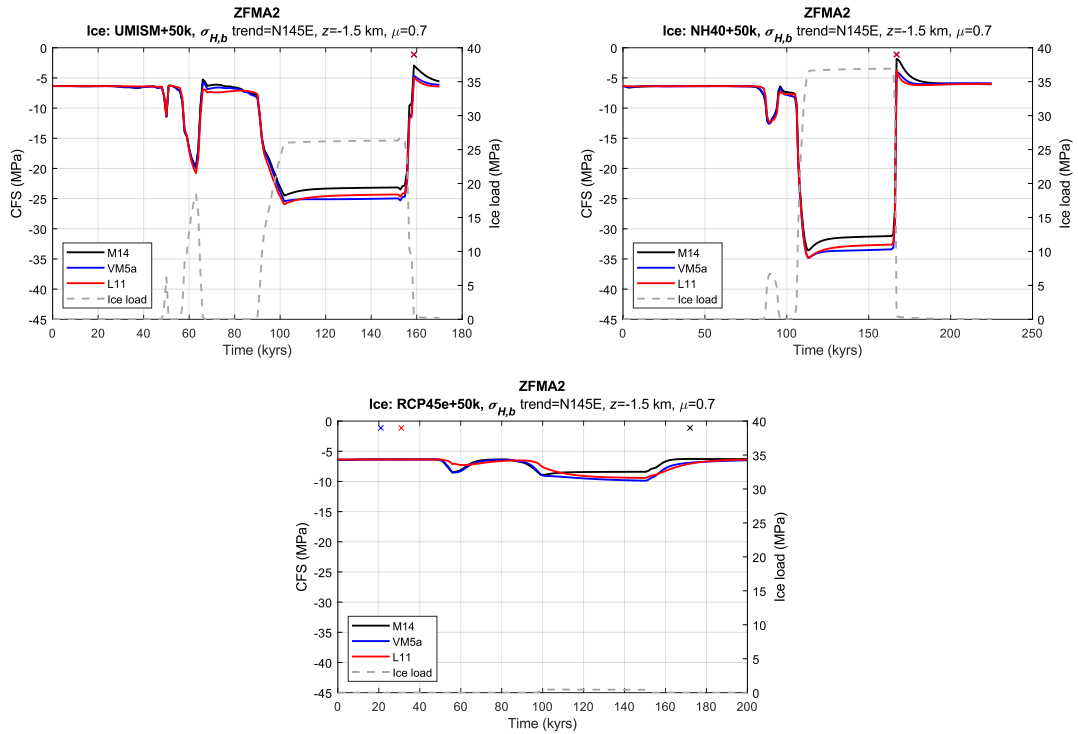 ZFMA2
Ice: UMISM+50k, σH,b trend=N145E, z=-1.5 km, μ=0.7
0
-5
-10
-15
-20
-25
-30
-35
-40
-45
CFS (MPa)
M14
VM5a
L11
Ice load
40
35
30
25
20
15
10
5
0
Ice load (MPa)
0 20 40 60 80 100 120 140 160 180
Time (kyrs)
ZFMA2
Ice: NH40+50k, σH,b trend=N145E, z=-1.5 km, μ=0.7
0
-5
-10
-15
-20
-25
-30
-35
-40
-45
CFS (MPa)
M14
VM5a
L11
Ice load
40
35
30
25
20
15
10
5
0
Ice load (MPa)
0 50 100 150 200 250
Time (kyrs)
ZFMA2
Ice: RCP45e+50k, σH,b trend=N145E, z=-1.5 km, μ=0.7
0
-5
-10
-15
-20
-25
-30
-35
-40
-45
CFS (MPa)
M14
VM5a
L11
Ice load
40
35
30
25
20
15
10
5
0
Ice load (MPa)
0 20 40 60 80 100 120 140 160 180 200
Time (kyrs)